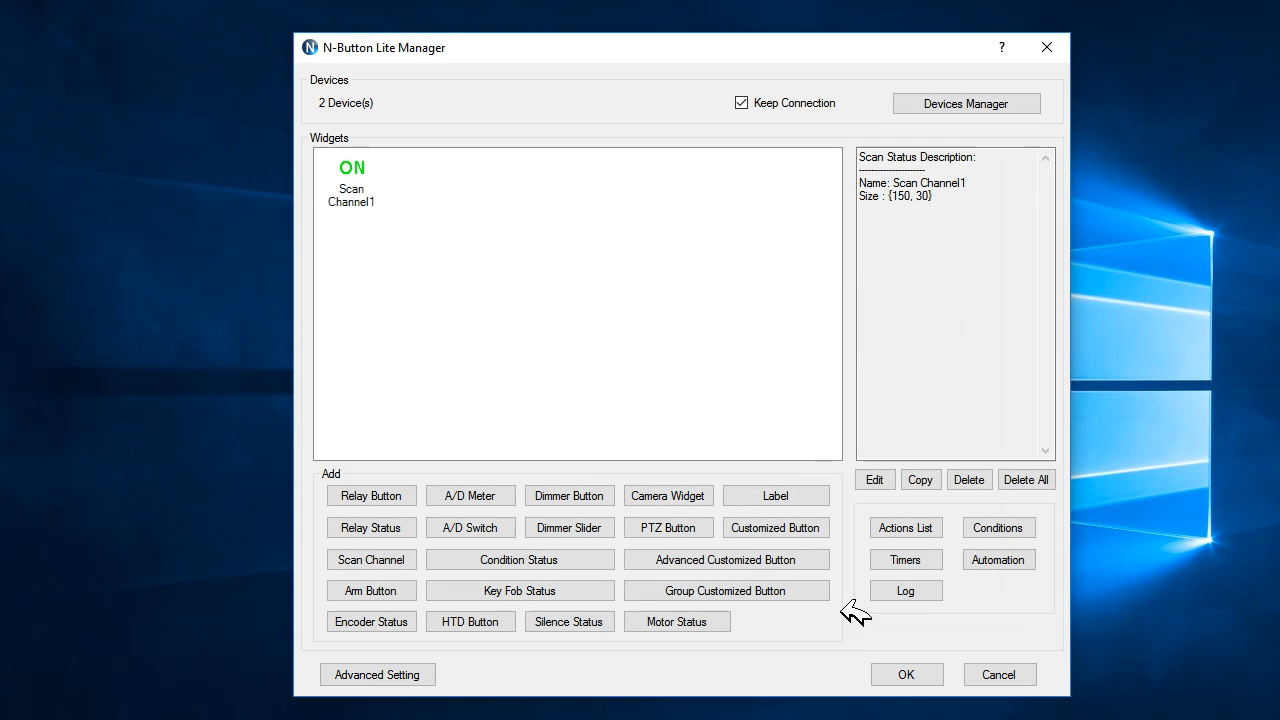 N-Button Lite Manager
?
Devices
2 Device(s)
Keep Connection
Devices Manager
Widgets
ON
Scan
Channel1
Scan Status Description:
----------------------
Name: Scan Channel1
Size : {150, 30}
Edit
Copy
Delete
Delete All
Add
Relay Button
A/D Meter
Dimmer Button
Camera Widget
Label
Relay Status
A/D Switch
Dimmer Slider
PTZ Button
Customized Button
Scan Channel
Condition Status
Advanced Customized Button
Arm Button
Key Fob Status
Group Customized Button
Encoder Status
HTD Button
Silence Status
Motor Status
Actions List
Conditions
Timers
Automation
Log
Advanced Setting
OK
Cancel